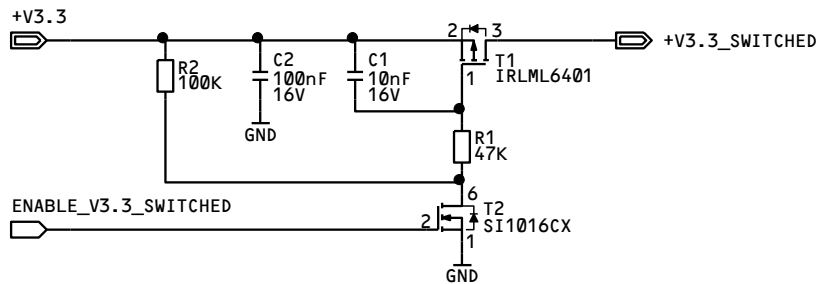 +V3.3
2
3
+V3.3_SWITCHED
R2
100K
C2
100nF
16V
C1
10nF
16V
1
T1
IRLML6401
GND
R1
47K
ENABLE_V3.3_SWITCHED
6
2
T2
SI1016CX
1
GND